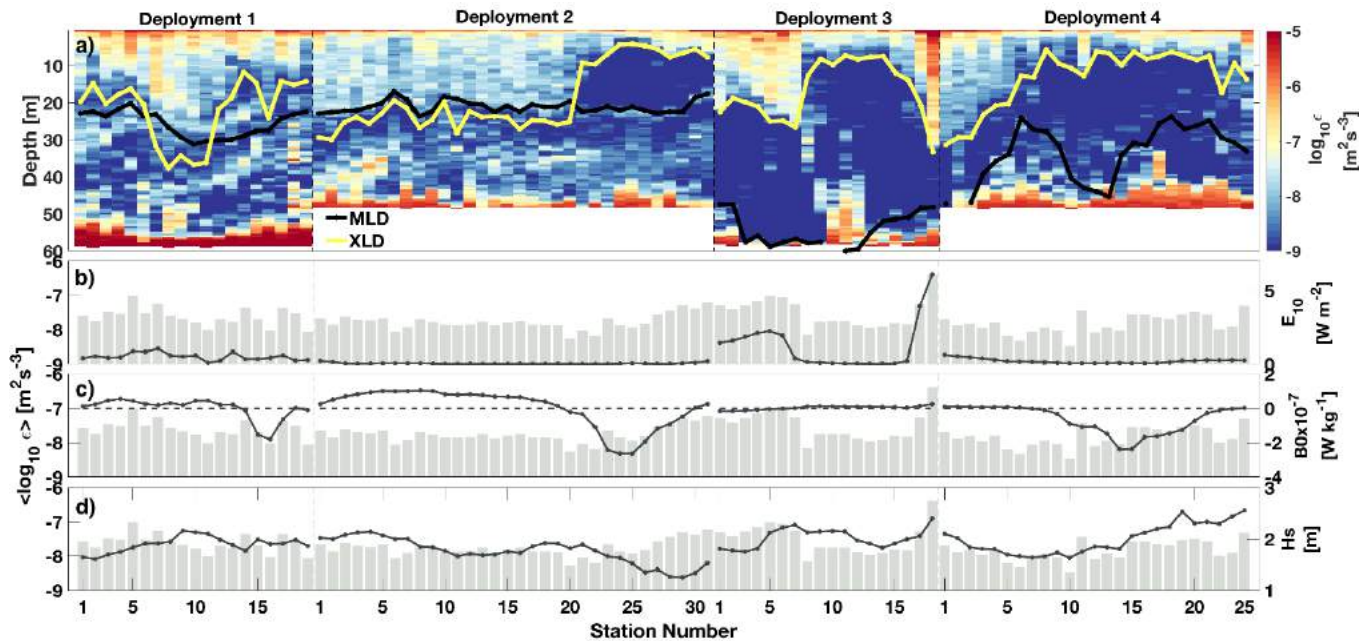 Deployment 1 Deployment 2 Deployment 3 Deployment 4
a)
10
20
30
40
50
60
Depth [m]
MLD
XLD
-5
-6
-7
-8
-9
log10 ε
[m2s-3]
b)
-6
-7
-8
-9
5
0
E10
[W m-2]
c)
-6
-7
-8
-9
2
0
-2
-4
B0x10-7
[W kg-1]
<log10 ε> [m2s-3]
d)
-6
-7
-8
-9
3
2
1
Hs
[m]
1 5 10 15 1 5 10 15 20 25 30 1 5 10 15 1 5 10 15 20 25
Station Number